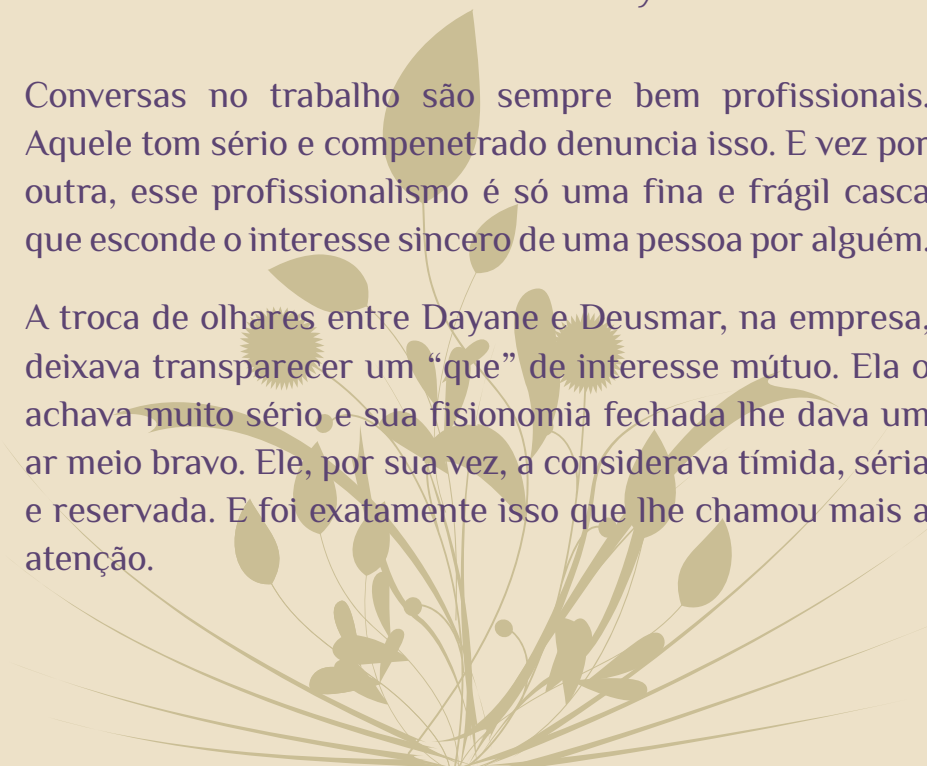 Conversas no trabalho são sempre bem profissionais.
Aquele tom sério e compenetrado denuncia isso. E vez por
outra, esse profissionalismo é só uma fina e frágil casca
que esconde o interesse sincero de uma pessoa por alguém.
A troca de olhares entre Dayane e Deusmar, na empresa,
deixava transparecer um “que” de interesse mútuo. Ela o
achava muito sério e sua fisionomia fechada lhe dava um
ar meio bravo. Ele, por sua vez, a considerava tímida, séria
e reservada. E foi exatamente isso que lhe chamou mais a
atenção.